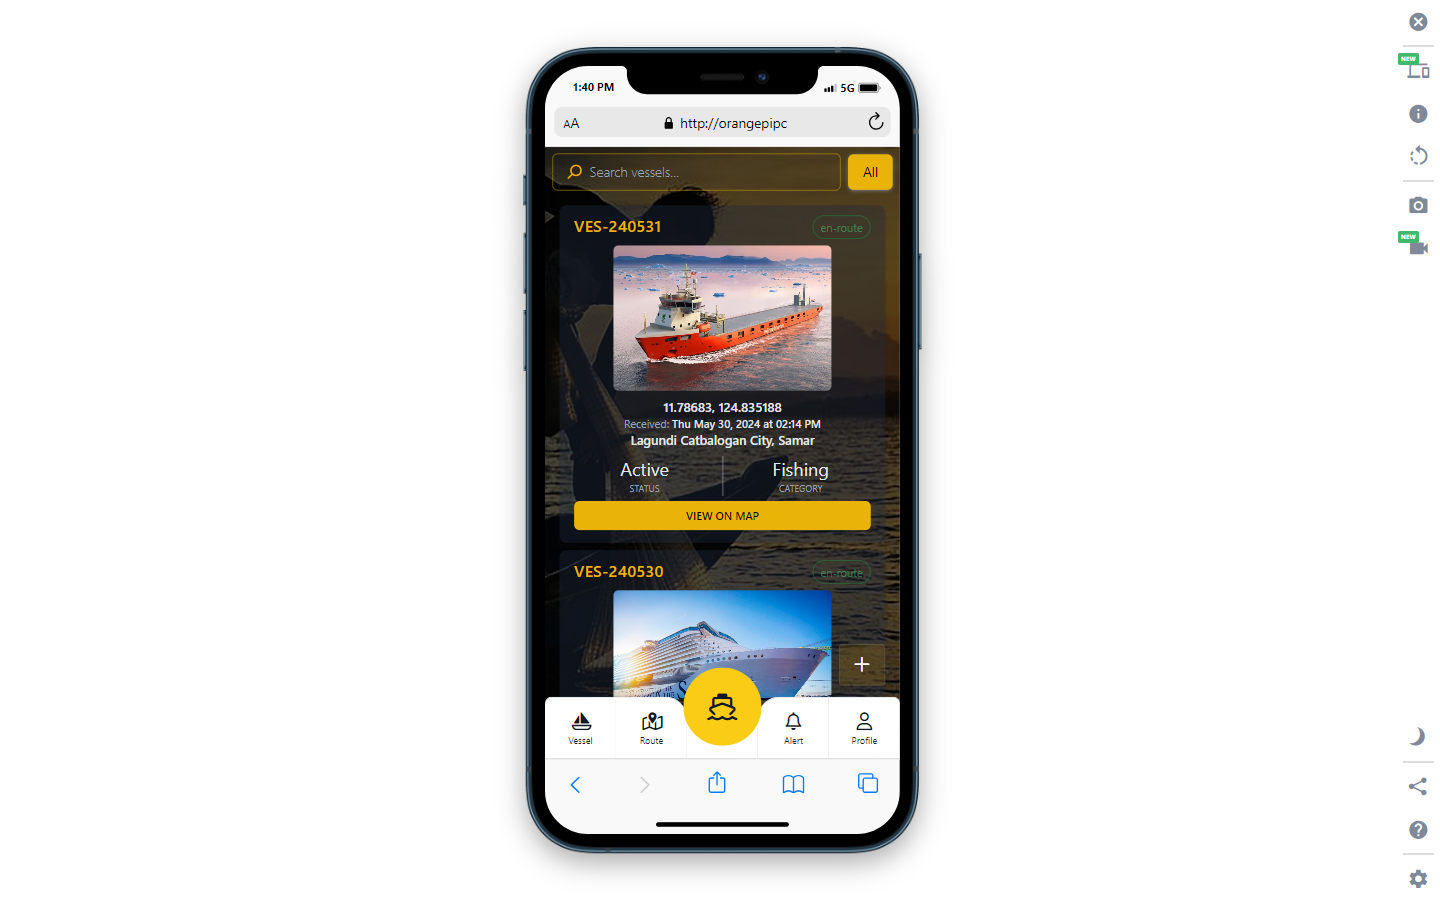 NEW
NEW
1:40 PM
5G
AA
http://orangepipc
Search vessels...
All
VES-240531
en-route
11.78683, 124.835188
Received: Thu May 30, 2024 at 02:14 PM
Lagundi Catbalogan City, Samar
Active
Fishing
STATUS
CATEGORY
VIEW ON MAP
VES-240530
en-route
Vessel
Route
Alert
Profile